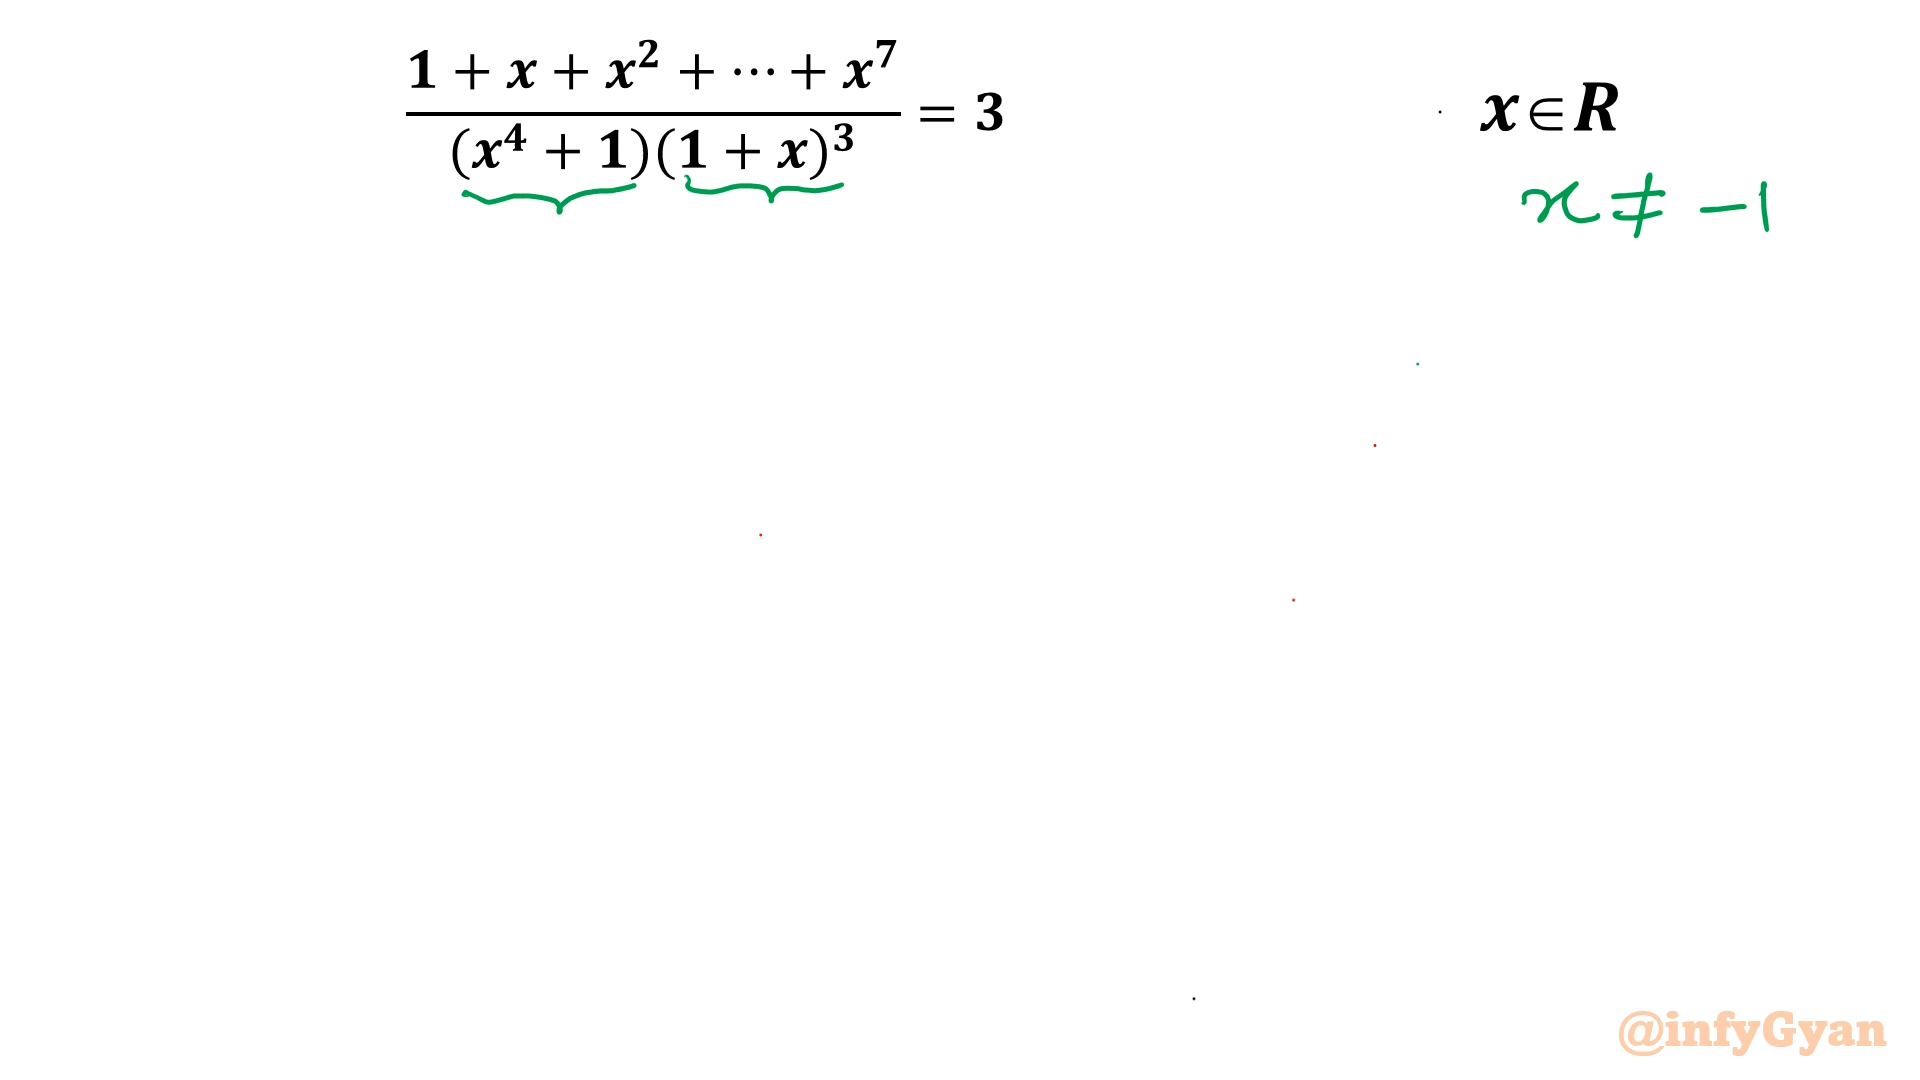 1 + x + x² + ⋯ + x⁷
(x⁴ + 1)(1 + x)³
= 3
x ∈ R
x ≠ −1
@infyGyan